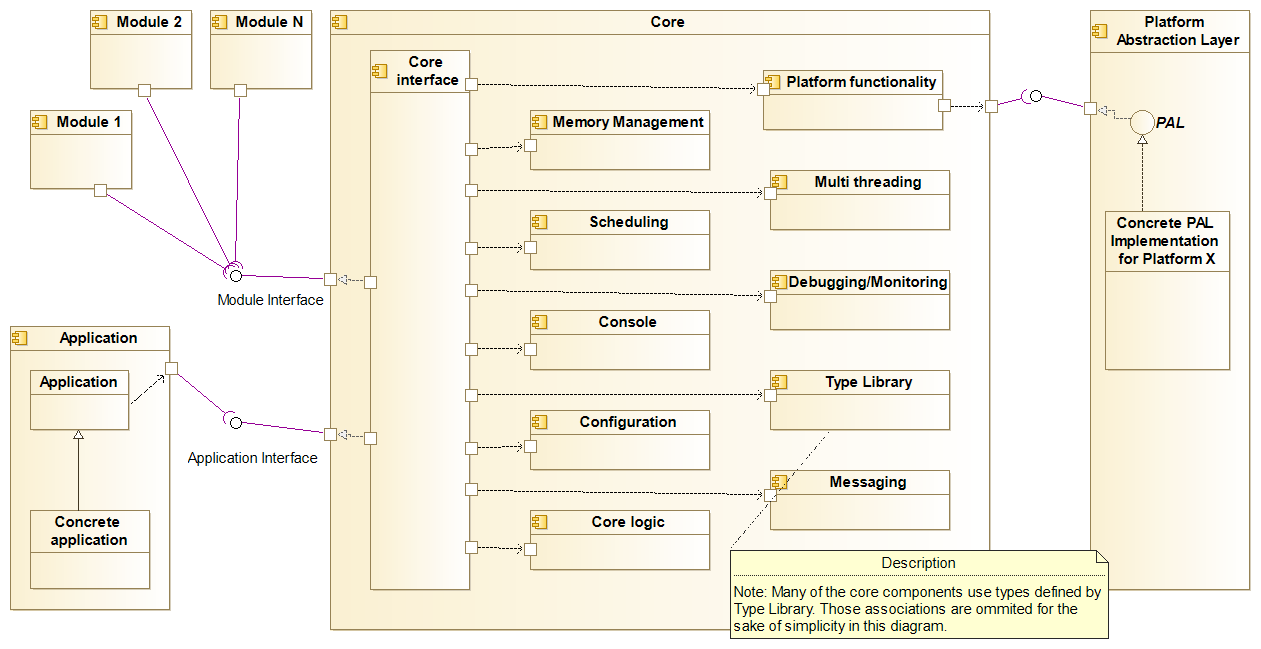 Module 2
Module N
Core
Platform
Abstraction Layer
Core
interface
Platform functionality
Module 1
Memory Management
PAL
Multi threading
Scheduling
Concrete PAL
Implementation
for Platform X
Module Interface
Debugging/Monitoring
Console
Application
Application
Type Library
Configuration
Application Interface
Messaging
Concrete
application
Core logic
Description
Note: Many of the core components use types defined by
Type Library. Those associations are ommited for the
sake of simplicity in this diagram.